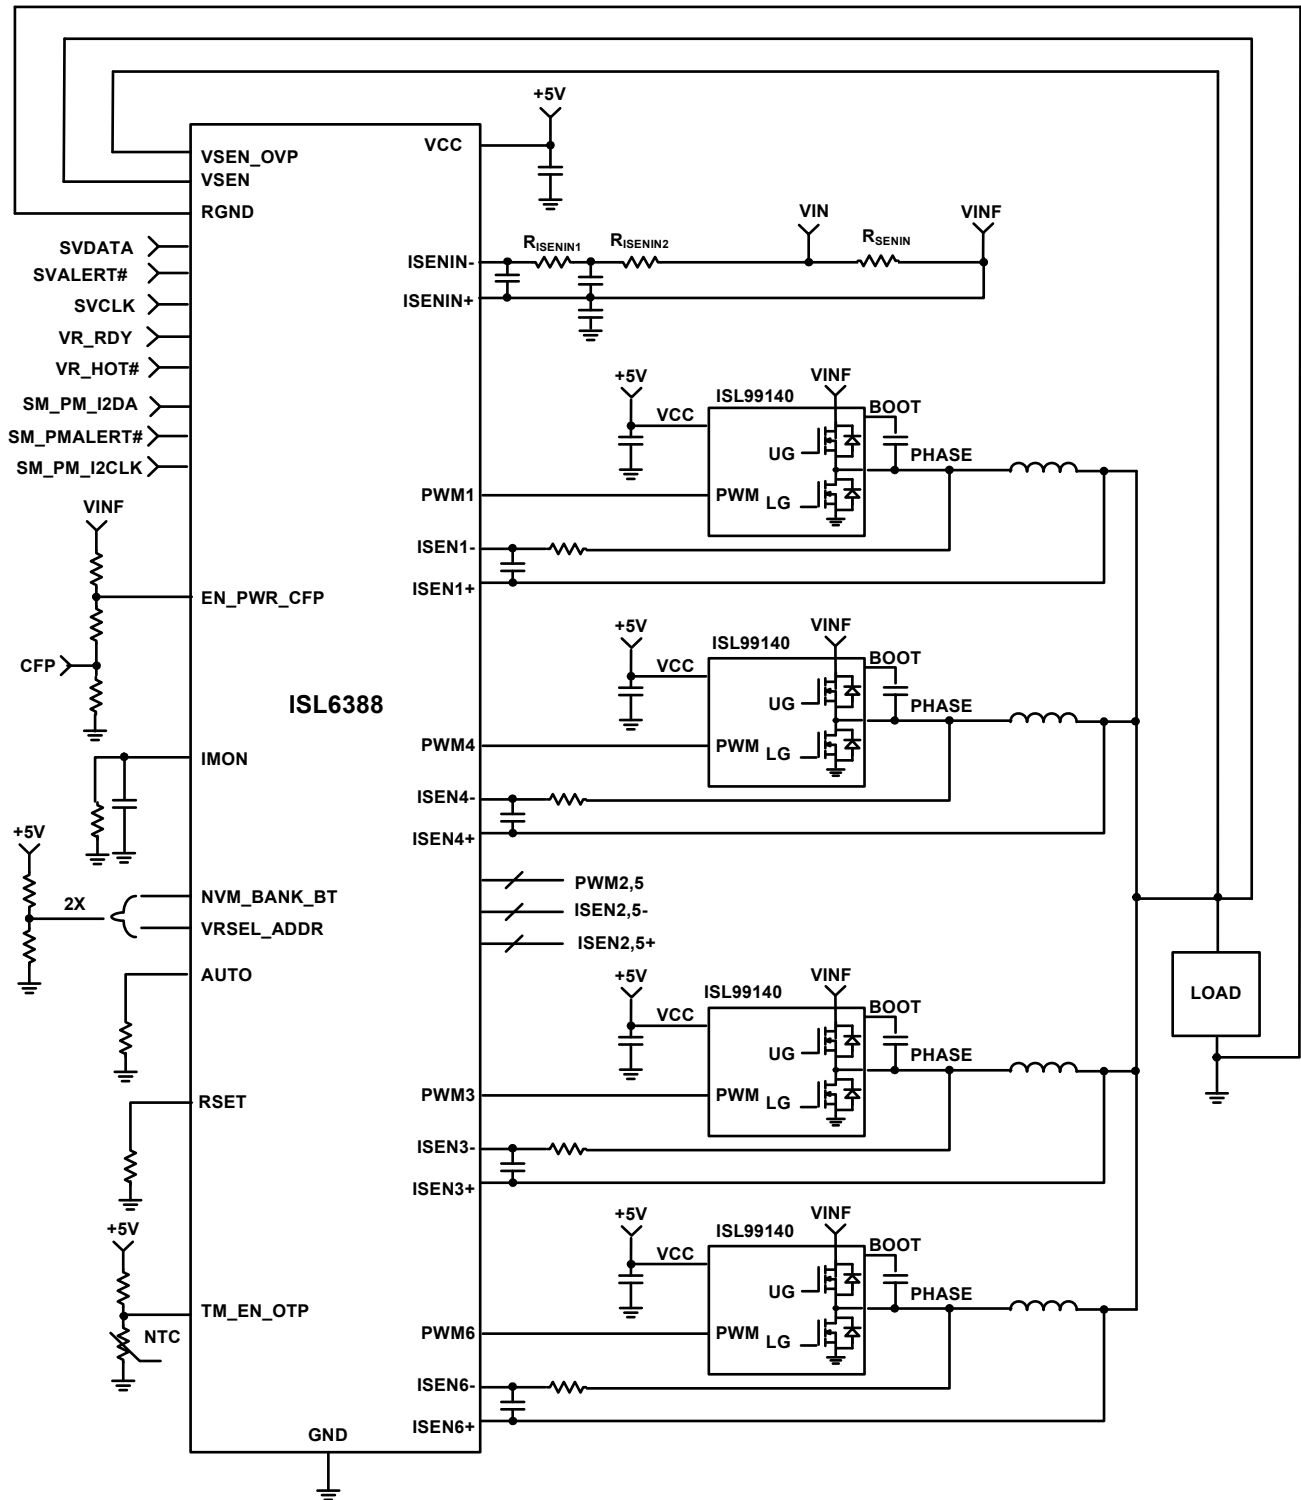 +5V
VSEN_OVP
VCC
VSEN
RGND
SVDATA
SVALERT#
SVCLK
VR_RDY
VR_HOT#
SM_PM_I2DA
SM_PMALERT#
SM_PM_I2CLK
VIN
VINF
RISENIN1
RISENIN2
RSENIN
ISENIN-
ISENIN+
+5V
ISL99140
VINF
BOOT
VCC
UG
PHASE
PWM1
PWM
LG
ISEN1-
ISEN1+
VINF
EN_PWR_CFP
CFP
ISL6388
+5V
ISL99140
VINF
BOOT
VCC
UG
PHASE
PWM4
PWM
LG
IMON
ISEN4-
ISEN4+
+5V
2X
NVM_BANK_BT
VRSEL_ADDR
PWM2,5
ISEN2,5-
ISEN2,5+
AUTO
+5V
ISL99140
VINF
BOOT
VCC
UG
PHASE
LOAD
RSET
PWM3
PWM
LG
ISEN3-
ISEN3+
+5V
TM_EN_OTP
NTC
+5V
ISL99140
VINF
BOOT
VCC
UG
PHASE
PWM6
PWM
LG
ISEN6-
ISEN6+
GND